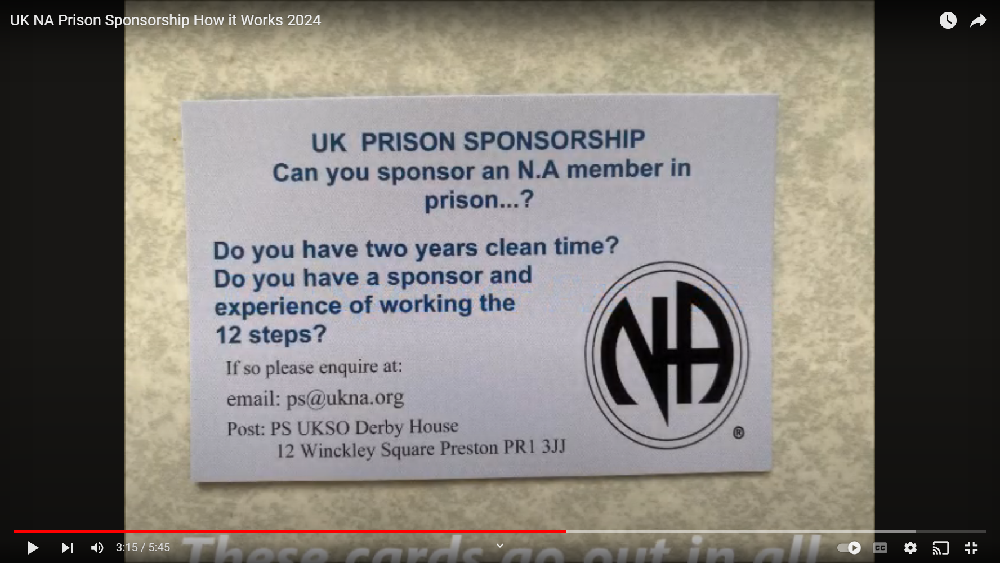 UK NA Prison Sponsorship How it Works 2024
UK PRISON SPONSORSHIP
Can you sponsor an N.A member in
prison...?
Do you have two years clean time?
Do you have a sponsor and
experience of working the
12 steps?
If so please enquire at:
email: ps@ukna.org
Post: PS UKSO Derby House
12 Winckley Square Preston PR1 3JJ
NA
®
These cards go out in all
3:15 / 5:45
CC